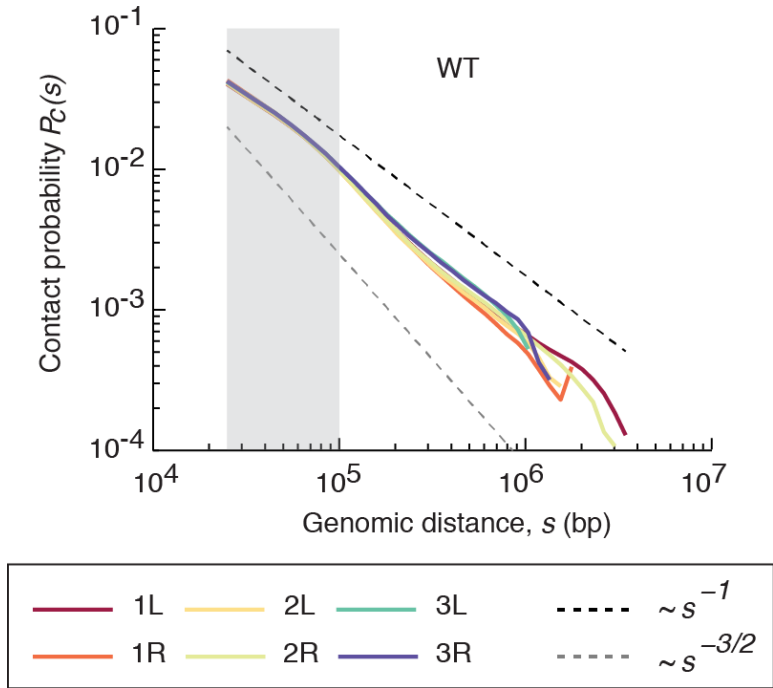 WT
Contact probability Pc(s)
10^-1
10^-2
10^-3
10^-4
10^4 10^5 10^6 10^7
Genomic distance, s (bp)
1L 2L 3L ~s^-1
1R 2R 3R ~s^-3/2